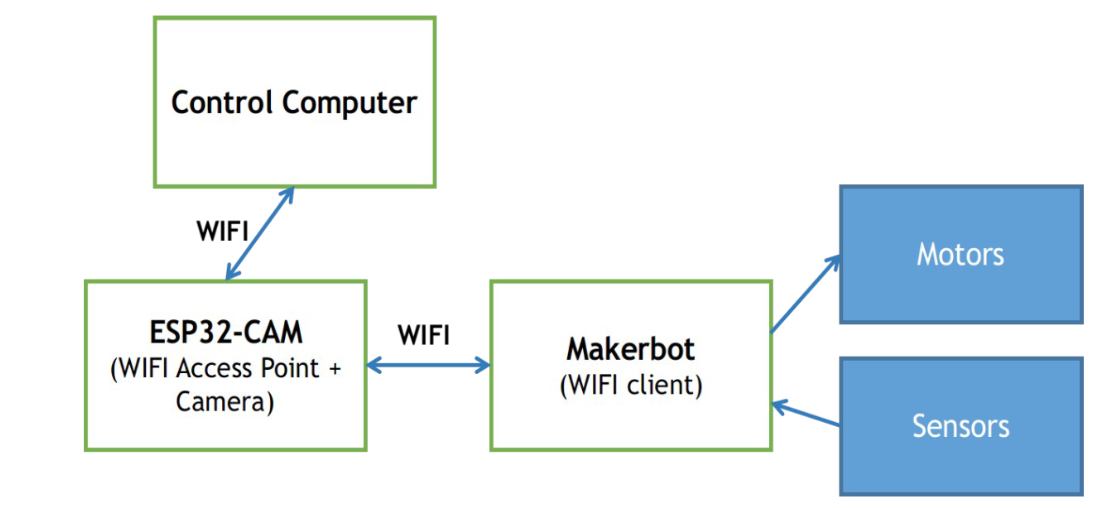 Control Computer
WIFI
ESP32-CAM
(WIFI Access Point +
Camera)
WIFI
Makerbot
(WIFI client)
Motors
Sensors